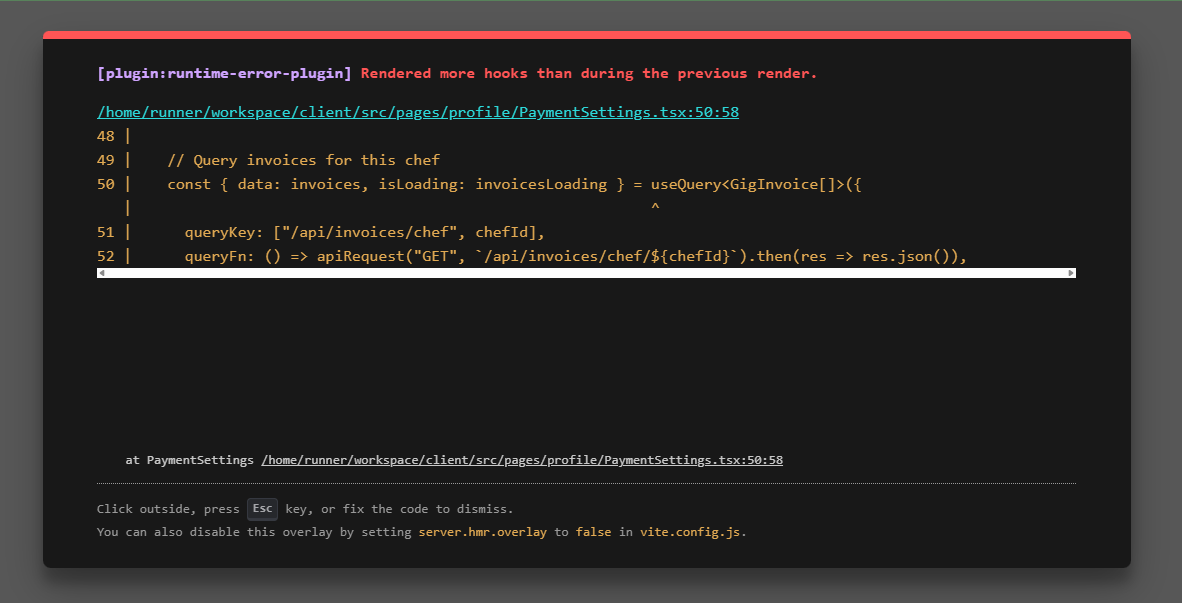 [plugin:runtime-error-plugin] Rendered more hooks than during the previous render.
/home/runner/workspace/client/src/pages/profile/PaymentSettings.tsx:50:58
48 |
49 |    // Query invoices for this chef
50 |    const { data: invoices, isLoading: invoicesLoading } = useQuery<GigInvoice[]>({
   |                                                           ^
51 |      queryKey: ["/api/invoices/chef", chefId],
52 |      queryFn: () => apiRequest("GET", `/api/invoices/chef/${chefId}`).then(res => res.json()),
at PaymentSettings /home/runner/workspace/client/src/pages/profile/PaymentSettings.tsx:50:58
Click outside, press Esc key, or fix the code to dismiss.
You can also disable this overlay by setting server.hmr.overlay to false in vite.config.js.